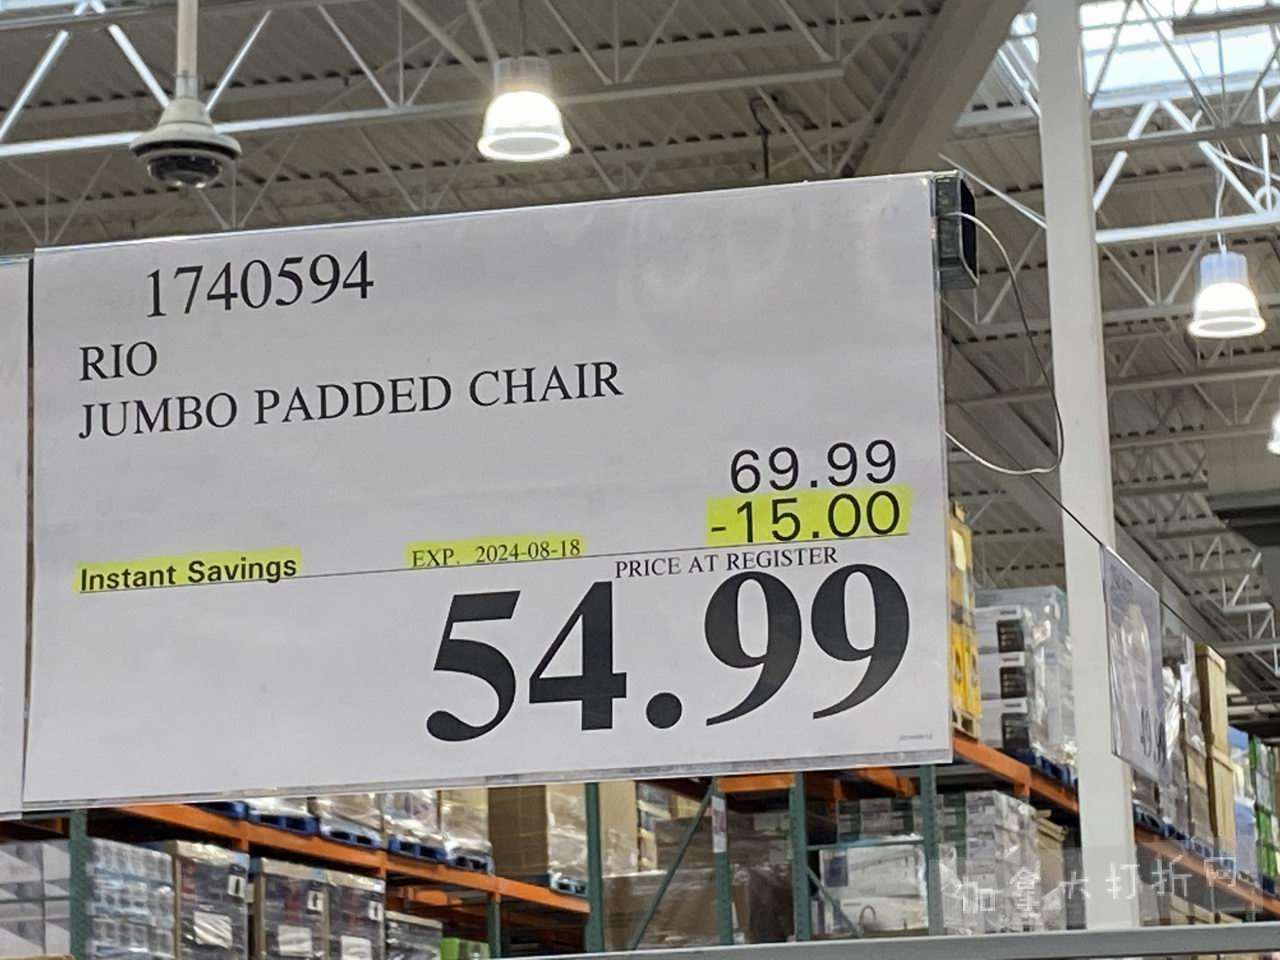 1740594
RIO
JUMBO PADDED CHAIR
69.99
-15.00
Instant Savings EXP. 2024-08-18
PRICE AT REGISTER
54.99
加拿大打折网